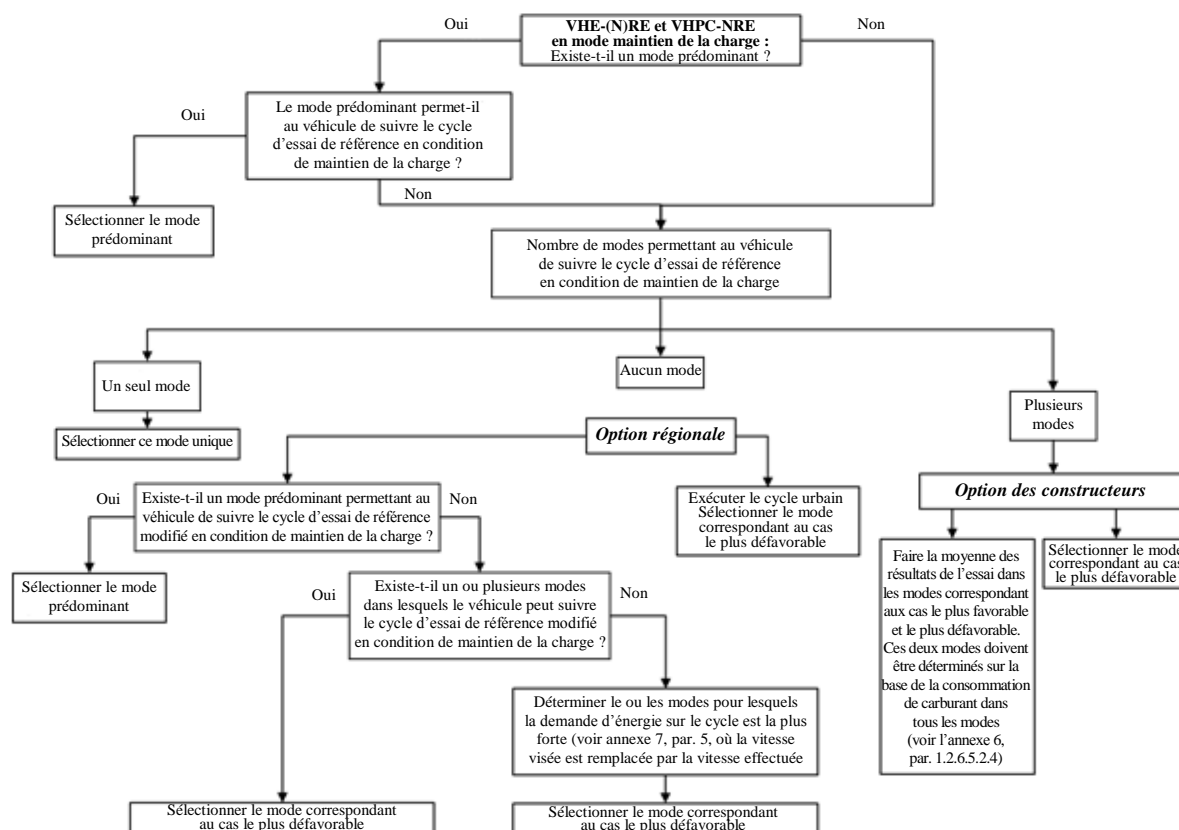 Oui
VHE-(N)RE et VHPC-NRE
en mode maintien de la charge :
Existe-t-il un mode prédominant ?
Non
Oui
Le mode prédominant permet-il
au véhicule de suivre le cycle
d'essai de référence en condition
de maintien de la charge ?
Non
Sélectionner le mode
prédominant
Nombre de modes permettant au véhicule
de suivre le cycle d'essai de référence
en condition de maintien de la charge
Un seul mode
Aucun mode
Plusieurs
modes
Sélectionner ce mode unique
Option régionale
Option des constructeurs
Oui
Existe-t-il un mode prédominant permettant au
véhicule de suivre le cycle d'essai de référence
modifié en condition de maintien de la charge ?
Non
Exécuter le cycle urbain
Sélectionner le mode
correspondant au cas
le plus défavorable
Faire la moyenne des
résultats de l'essai dans
les modes correspondant
aux cas le plus favorable
et le plus défavorable.
Ces deux modes doivent
être déterminés sur la
base de la consommation
de carburant dans
tous les modes
(voir l'annexe 6,
par. 1.2.6.5.2.4)
Sélectionner le mode
correspondant au cas
le plus défavorable
Sélectionner le mode
prédominant
Oui
Existe-t-il un ou plusieurs modes
dans lesquels le véhicule peut suivre
le cycle d'essai de référence modifié
en condition de maintien de la charge ?
Non
Déterminer le ou les modes pour lesquels
la demande d'énergie sur le cycle est la plus
forte (voir annexe 7, par. 5, où la vitesse
visée est remplacée par la vitesse effectuée
Sélectionner le mode correspondant
au cas le plus défavorable
Sélectionner le mode correspondant
au cas le plus défavorable